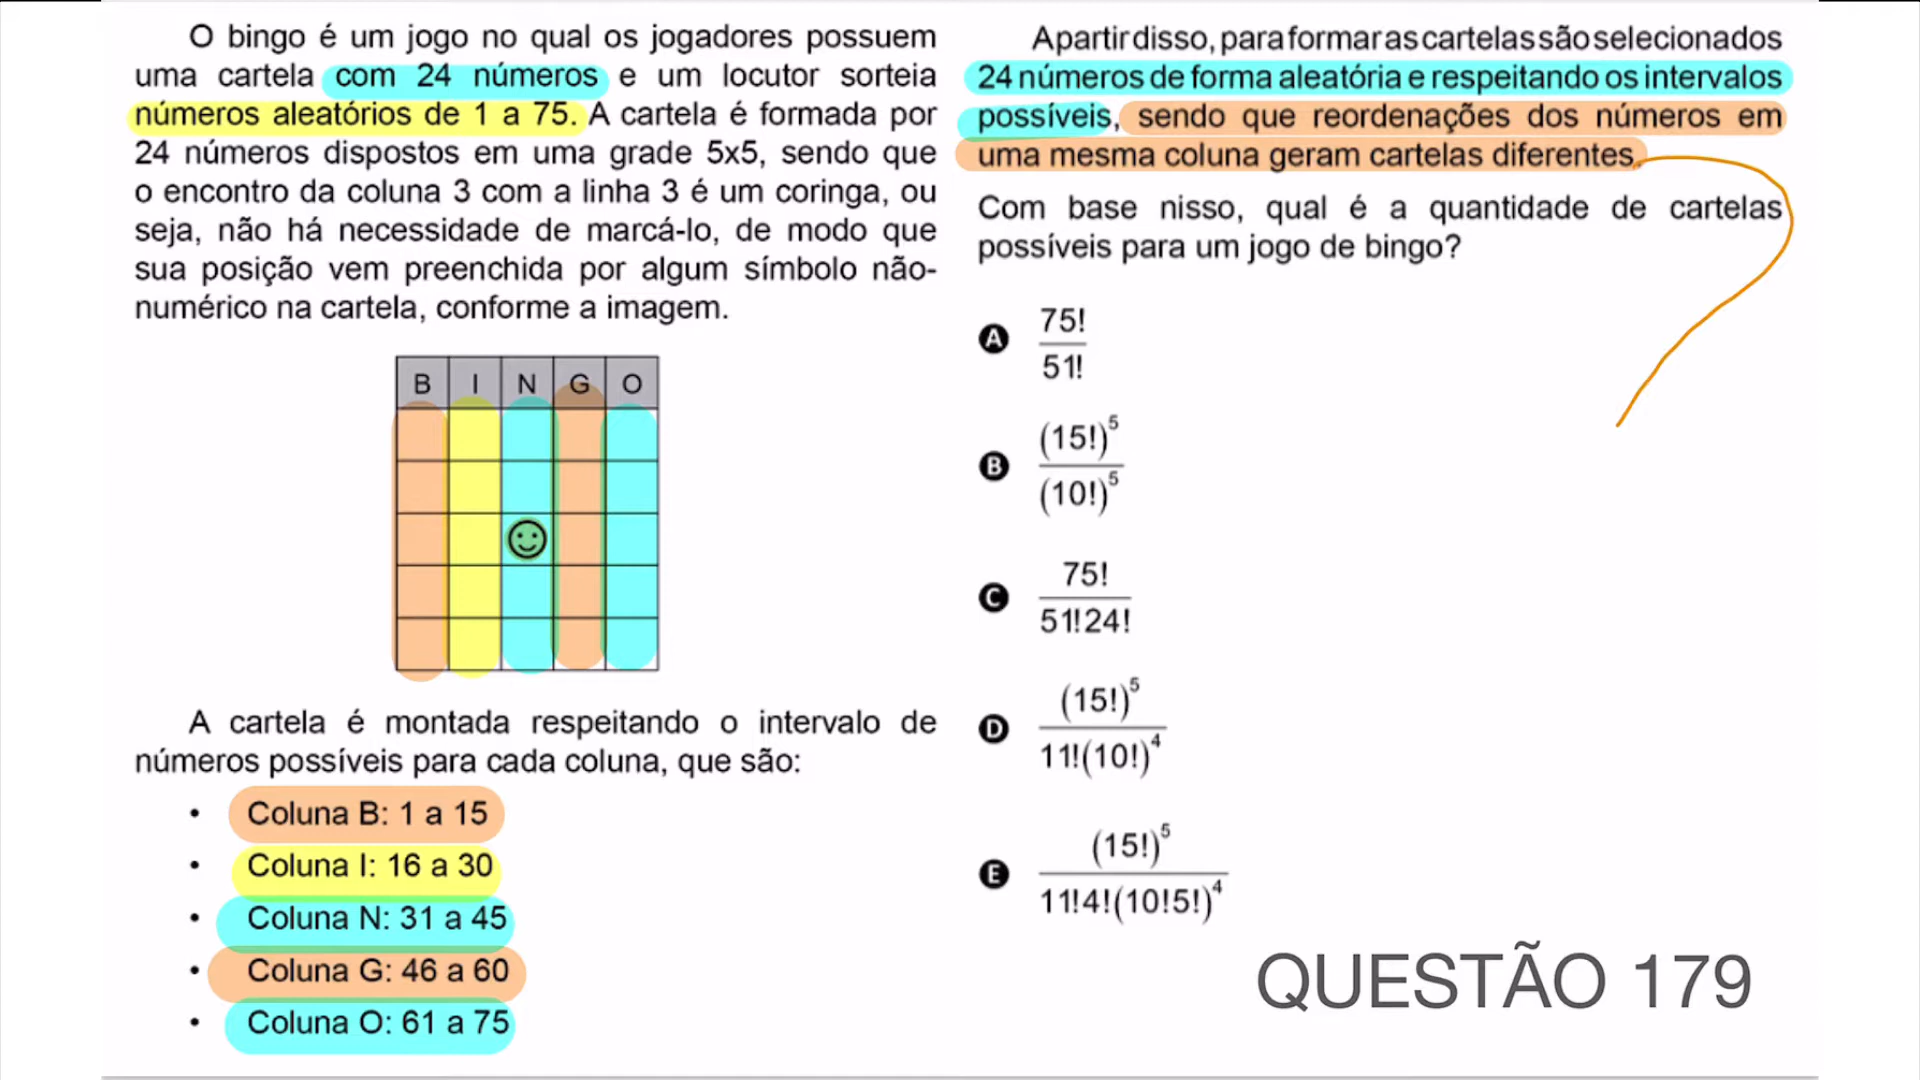 O bingo é um jogo no qual os jogadores possuem
uma cartela com 24 números e um locutor sorteia
números aleatórios de 1 a 75. A cartela é formada por
24 números dispostos em uma grade 5x5, sendo que
o encontro da coluna 3 com a linha 3 é um coringa, ou
seja, não há necessidade de marcá-lo, de modo que
sua posição vem preenchida por algum símbolo não-
numérico na cartela, conforme a imagem.
B I N G O
A cartela é montada respeitando o intervalo de
números possíveis para cada coluna, que são:
• Coluna B: 1 a 15
• Coluna I: 16 a 30
• Coluna N: 31 a 45
• Coluna G: 46 a 60
• Coluna O: 61 a 75
A partir disso, para formar as cartelas são selecionados
24 números de forma aleatória e respeitando os intervalos
possíveis, sendo que reordenações dos números em
uma mesma coluna geram cartelas diferentes.
Com base nisso, qual é a quantidade de cartelas
possíveis para um jogo de bingo?
A
75!
51!
B
(15!)⁵
(10!)⁵
C
75!
51!24!
D
(15!)⁵
11!(10!)⁴
E
(15!)⁵
11!4!(10!5!)⁴
QUESTÃO 179